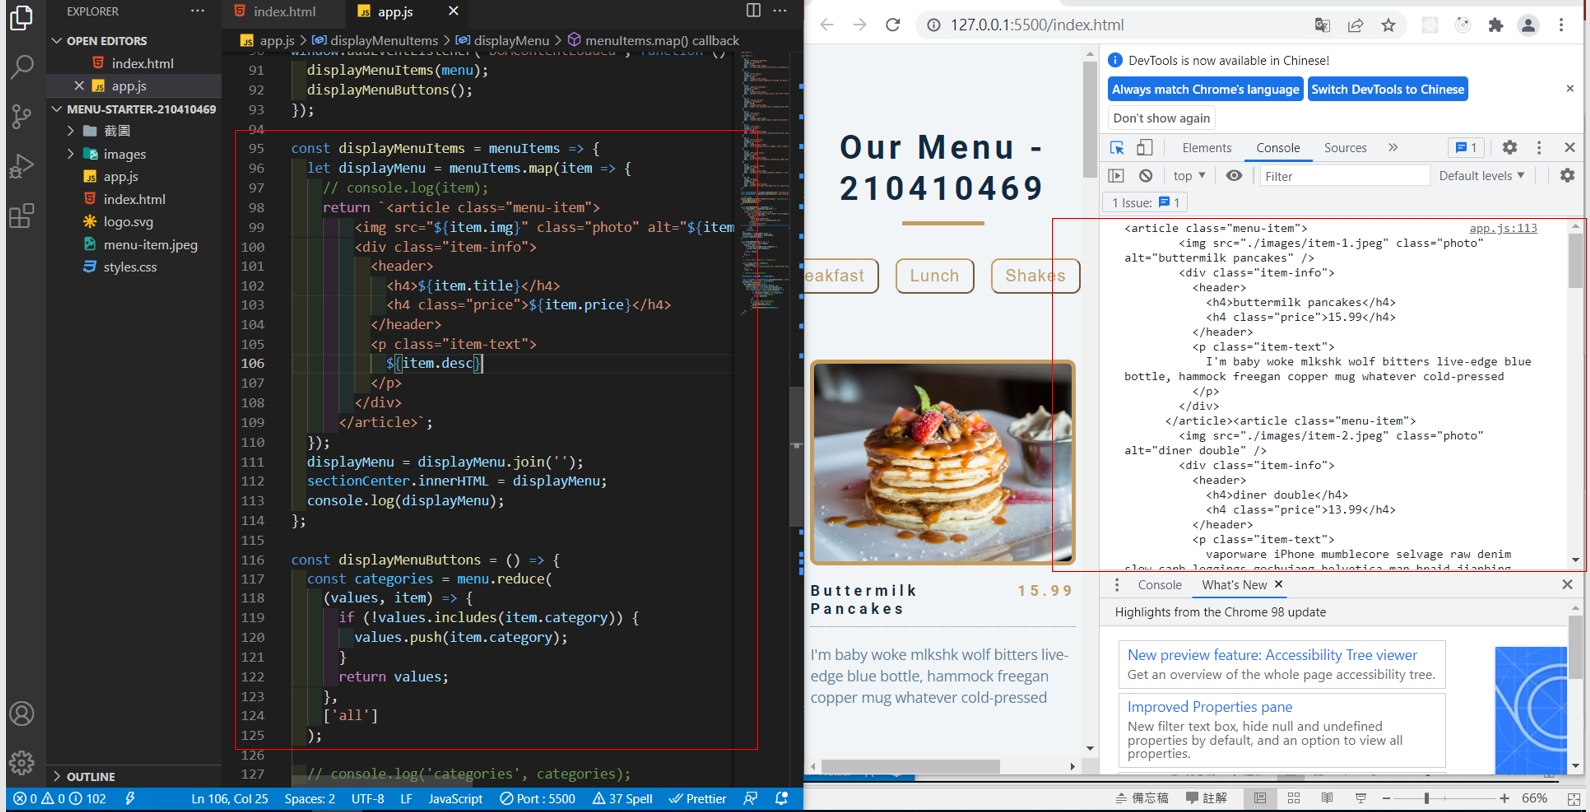 EXPLORER
OPEN EDITORS
index.html
app.js
MENU-STARTER-210410469
截圖
images
app.js
index.html
logo.svg
menu-item.jpeg
styles.css
OUTLINE
index.html
app.js
app.js > displayMenuItems > displayMenu > menuItems.map() callback
91 displayMenuItems(menu);
92 displayMenuButtons();
93 });
94
95 const displayMenuItems = menuItems => {
96 let displayMenu = menuItems.map(item => {
97 // console.log(item);
98 return `<article class="menu-item">
99 <img src="${item.img}" class="photo" alt="${item
100 <div class="item-info">
101 <header>
102 <h4>${item.title}</h4>
103 <h4 class="price">${item.price}</h4>
104 </header>
105 <p class="item-text">
106 ${item.desc}
107 </p>
108 </div>
109 </article>`;
110 });
111 displayMenu = displayMenu.join('');
112 sectionCenter.innerHTML = displayMenu;
113 console.log(displayMenu);
114 };
115
116 const displayMenuButtons = () => {
117 const categories = menu.reduce(
118 (values, item) => {
119 if (!values.includes(item.category)) {
120 values.push(item.category);
121 }
122 return values;
123 },
124 ['all']
125 );
126
127 // console.log('categories', categories);
0 0 102
Ln 106, Col 25 Spaces: 2 UTF-8 LF JavaScript Port : 5500 37 Spell Prettier
127.0.0.1:5500/index.html
Our Menu -
210410469
eakfast Lunch Shakes
Buttermilk 15.99
Pancakes
I'm baby woke mlkshk wolf bitters live-
edge blue bottle, hammock freegan
copper mug whatever cold-pressed
DevTools is now available in Chinese!
Always match Chrome's language Switch DevTools to Chinese
Don't show again
Elements Console Sources » 1
top Filter Default levels
1 Issue: 1
<article class="menu-item"> app.js:113
<img src="./images/item-1.jpeg" class="photo"
alt="buttermilk pancakes" />
<div class="item-info">
<header>
<h4>buttermilk pancakes</h4>
<h4 class="price">15.99</h4>
</header>
<p class="item-text">
I'm baby woke mlkshk wolf bitters live-edge blue
bottle, hammock freegan copper mug whatever cold-pressed
</p>
</div>
</article><article class="menu-item">
<img src="./images/item-2.jpeg" class="photo"
alt="diner double" />
<div class="item-info">
<header>
<h4>diner double</h4>
<h4 class="price">13.99</h4>
</header>
<p class="item-text">
vaporware iPhone mumblecore selvage raw denim
Console What's New
Highlights from the Chrome 98 update
New preview feature: Accessibility Tree viewer
Get an overview of the whole page accessibility tree.
Improved Properties pane
New filter text box, hide null and undefined
properties by default, and an option to view all
properties.
備忘稿 註解 66%